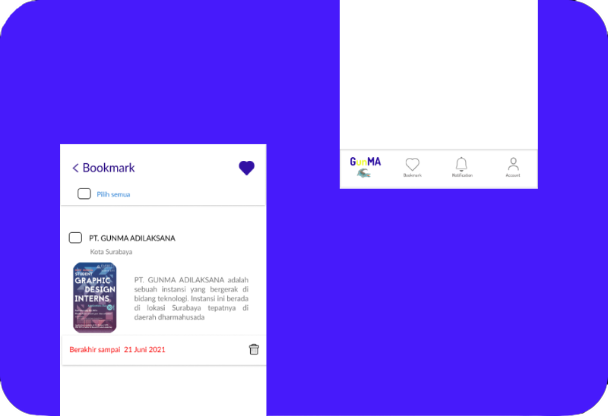 Bookmark
Pilih semua
PT. GUNMA ADILAKSANA
Kota Surabaya
STUDENT
GRAPHIC
DESIGN
INTERNS.
PT. GUNMA ADILAKSANA adalah
sebuah instansi yang bergerak di
bidang teknologi. Instansi ini berada
di lokasi Surabaya tepatnya di
daerah dharmahusada
Berakhir sampai 21 Juni 2021
GunMA
Bookmark
Notification
Account